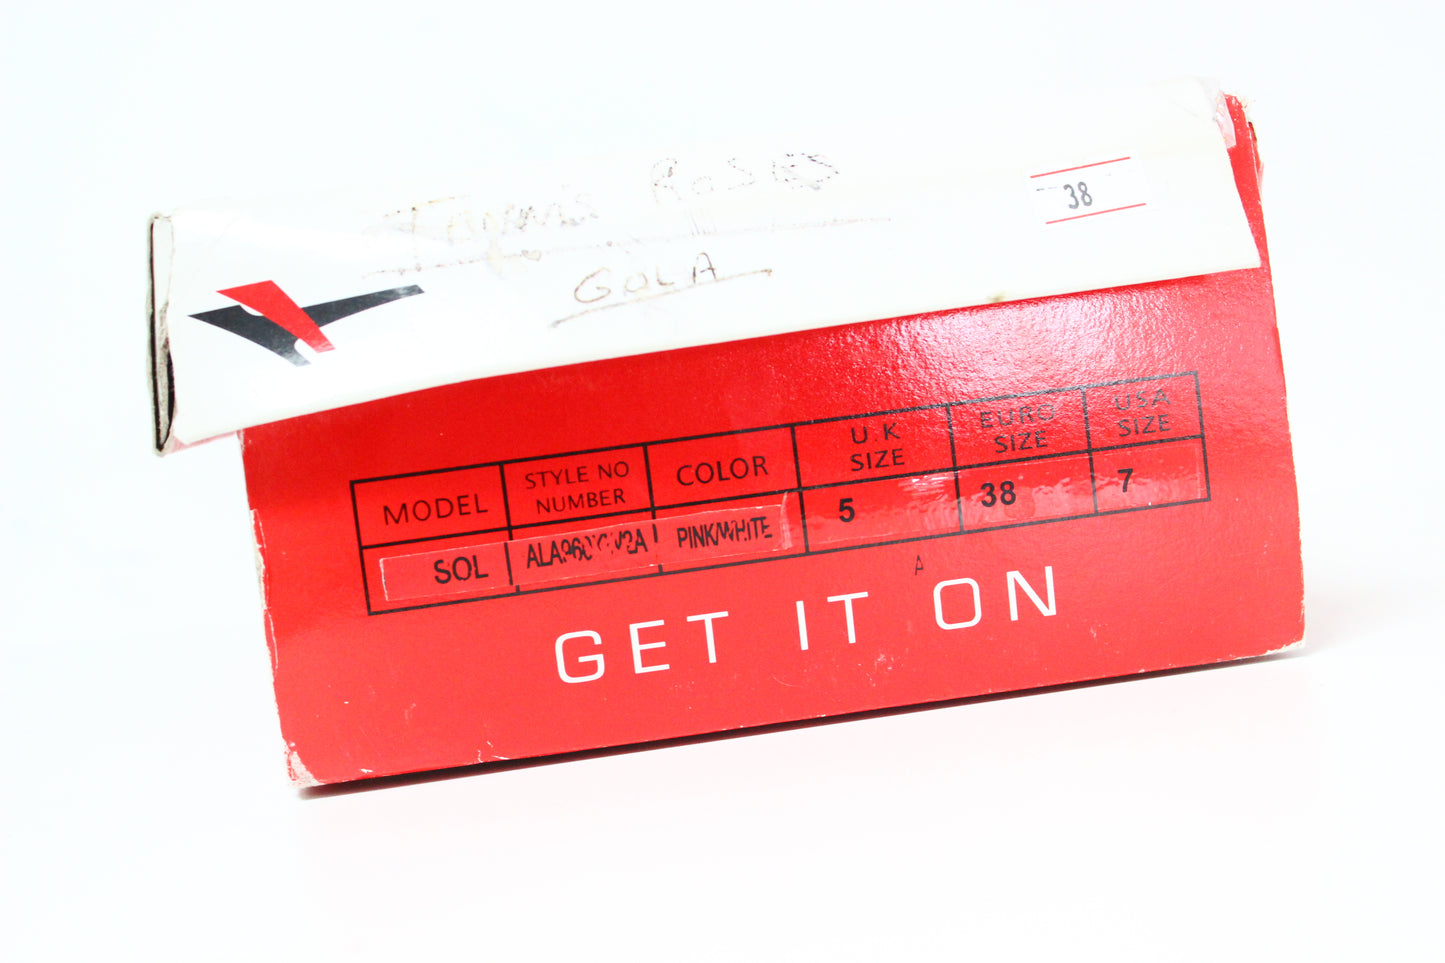 ROSAS
38
GOLA
MODEL
STYLE NO
NUMBER
COLOR
U.K
SIZE
EURO
SIZE
USA
SIZE
SOL
PINK/WHITE
5
38
7
A
GET IT ON